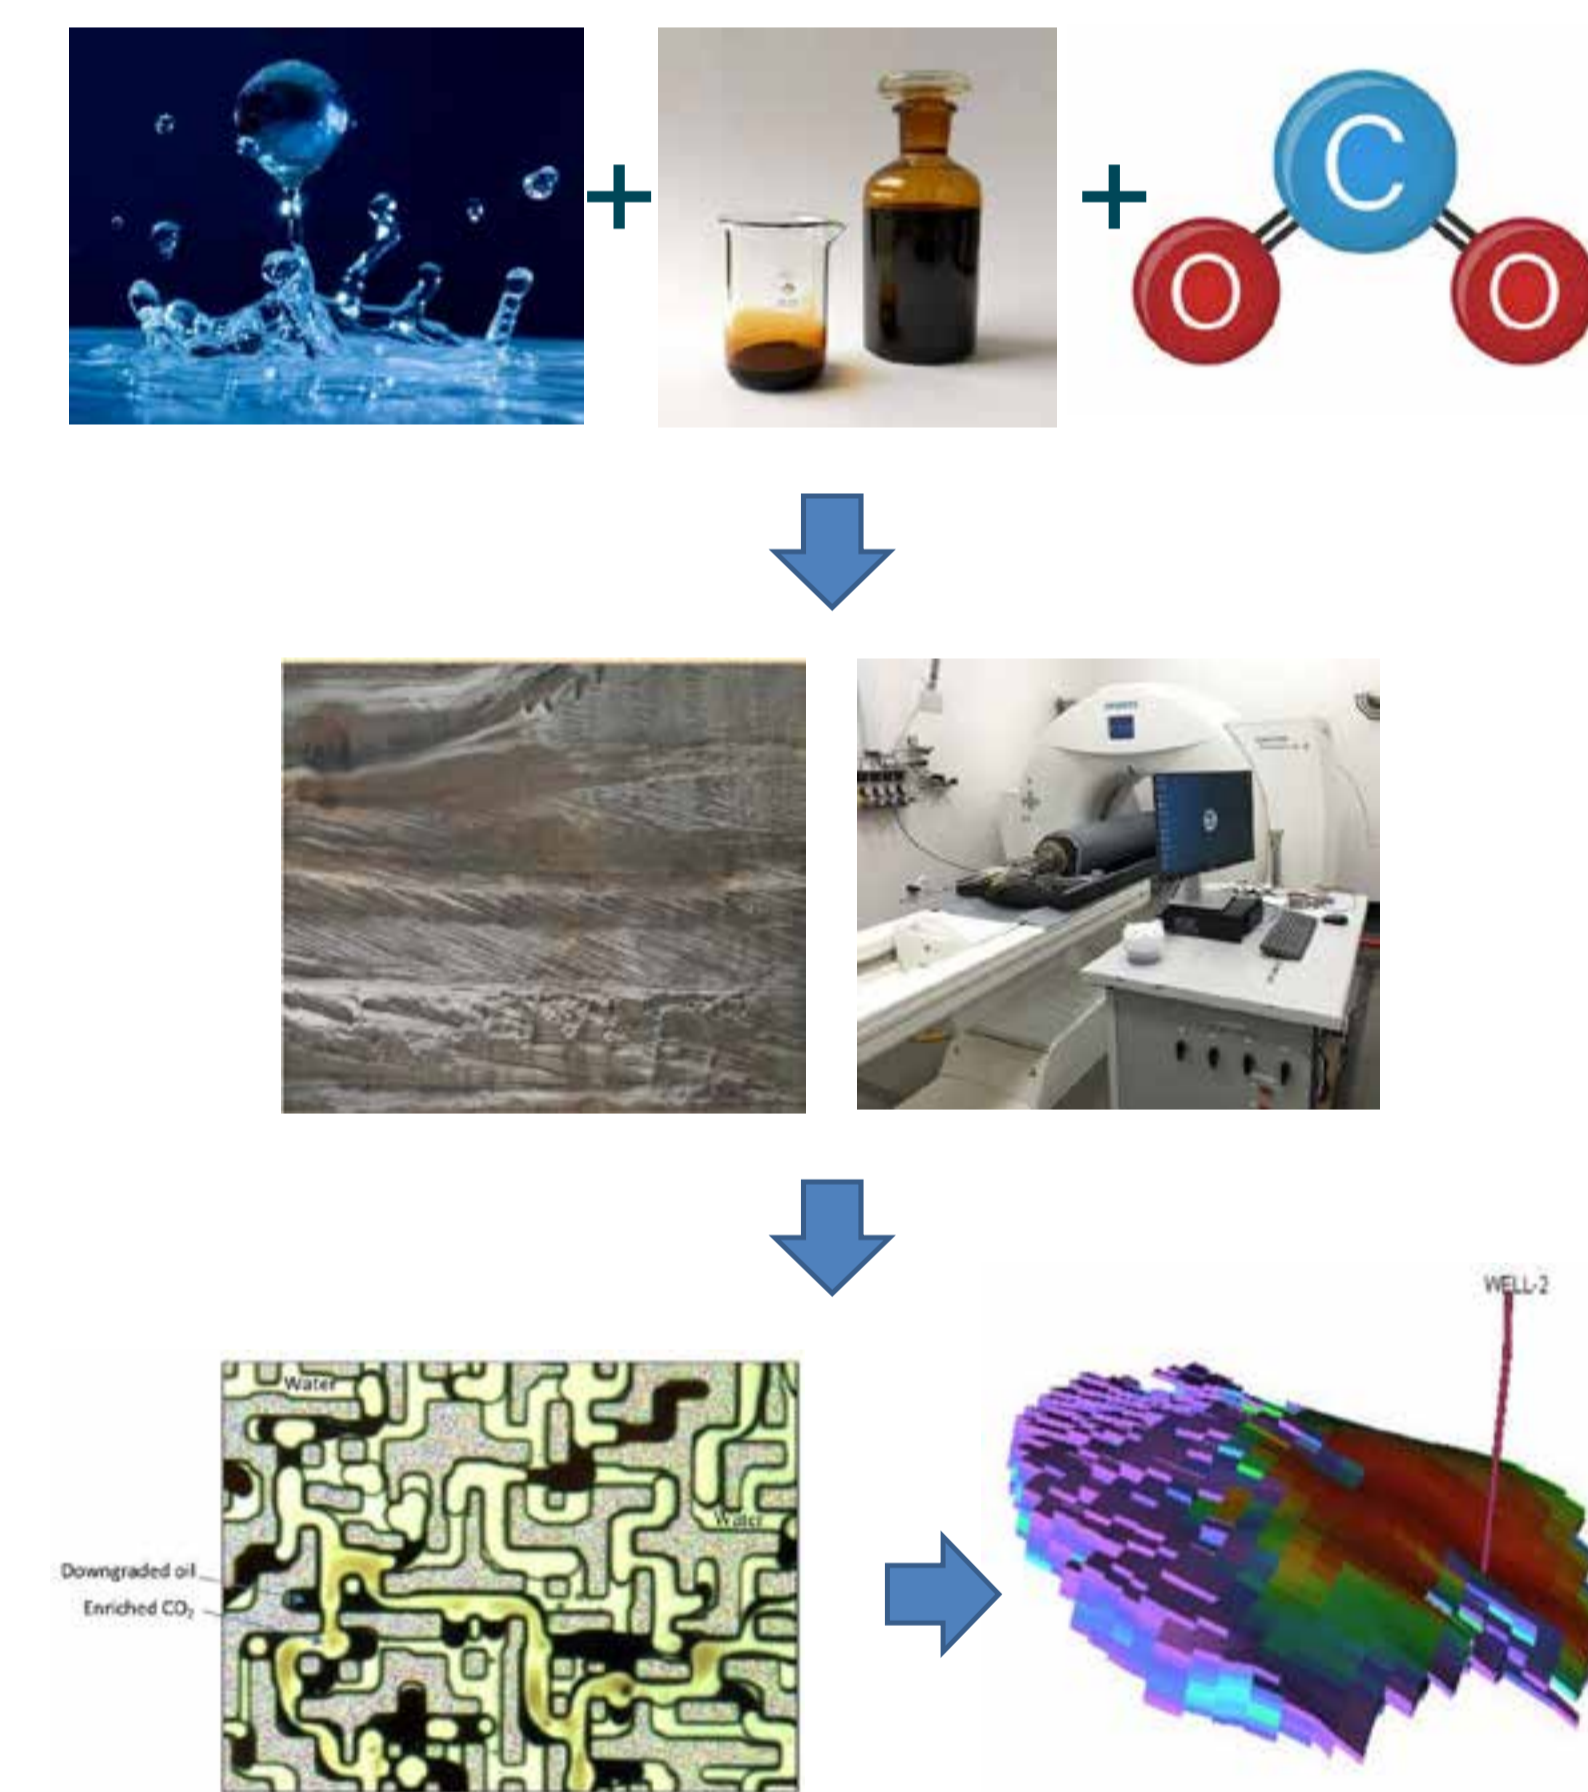 C
O O
WELL-2
Water
Water
Downgraded oil
Enriched CO₂